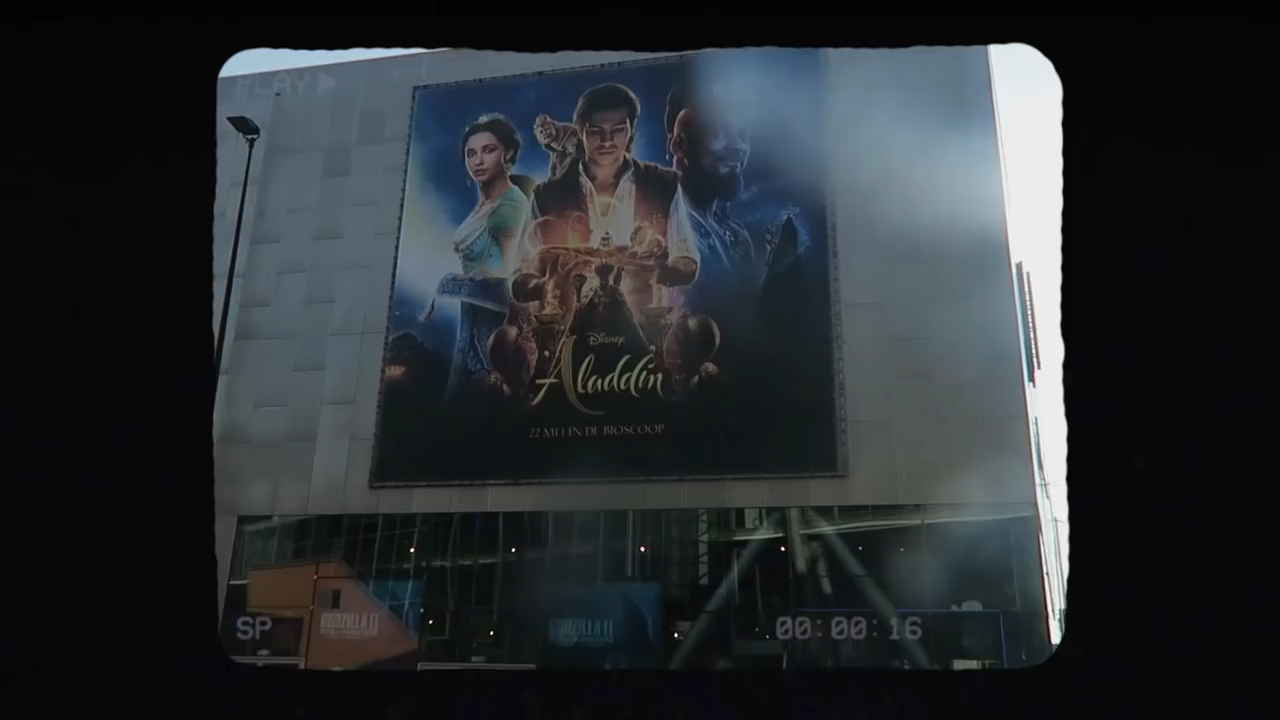 PLAY
Disney
Aladdin
22 MEI IN DE BIOSCOOP
GODZILLA II
GODZILLA II
SP
00:00:16